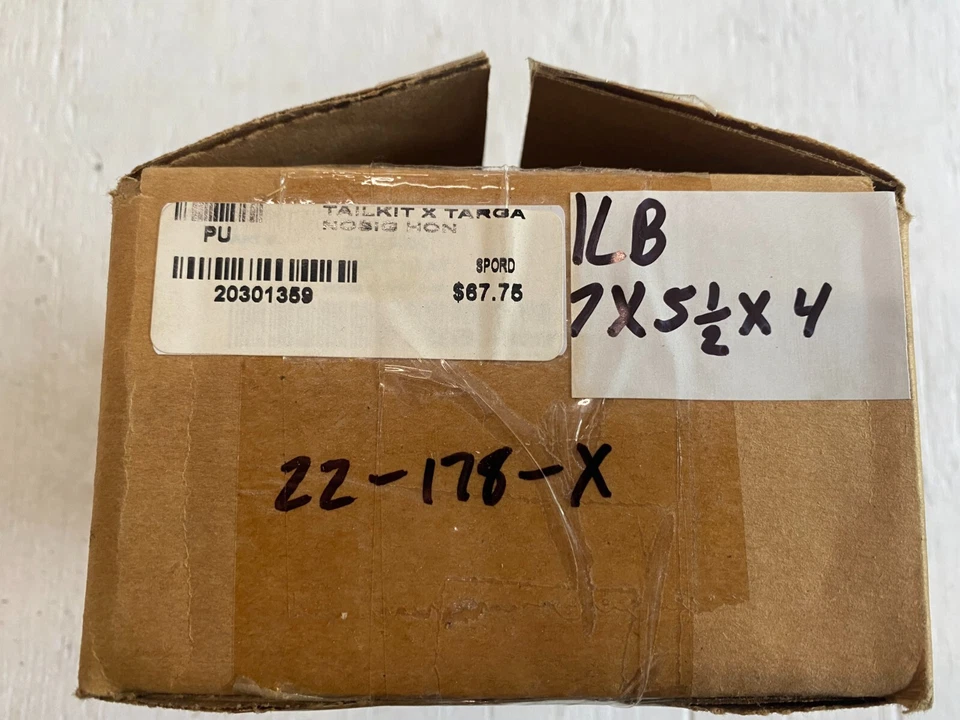 TAILKIT X TARGA
NOSIG HON
PU
SPORD
20301359
$67.75
1LB
7X5½X4
22-178-X